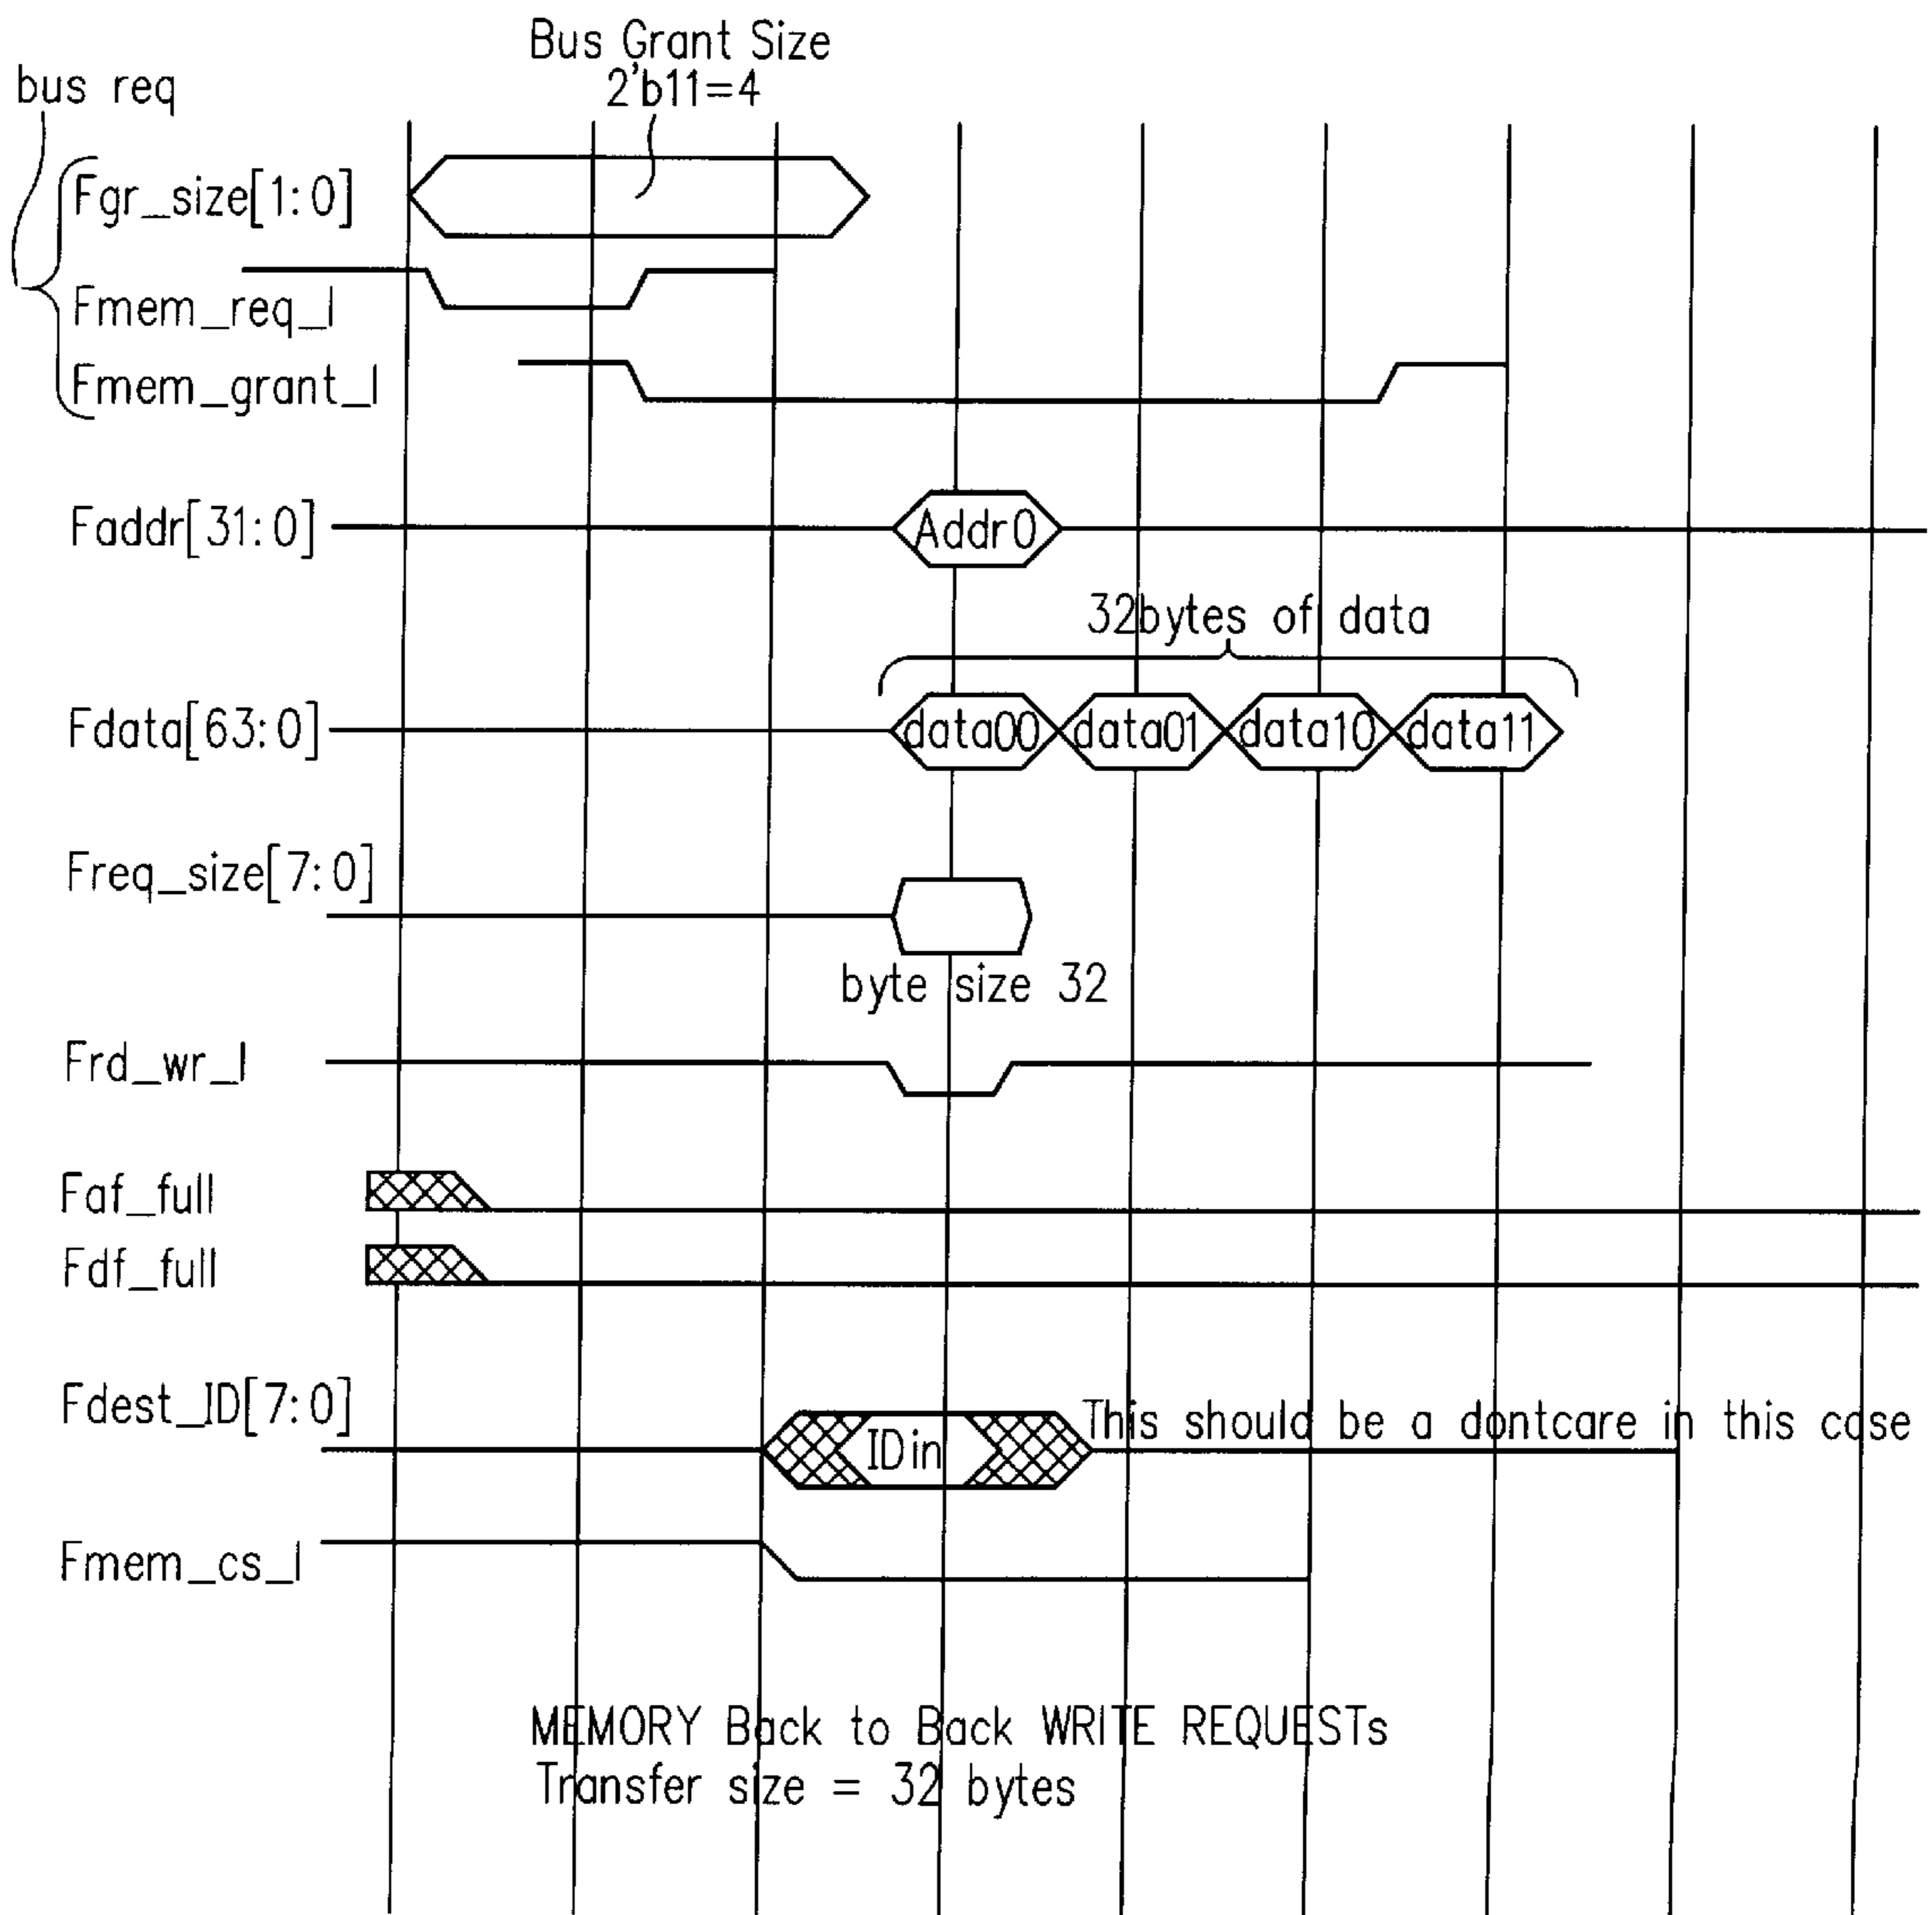 Bus Grant Size
2'b11=4
bus req
Fgr_size[1:0]
Fmem_req_l
Fmem_grant_l
Faddr[31:0]
Addr0
32bytes of data
Fdata[63:0]
data00
data01
data10
data11
Freq_size[7:0]
byte size 32
Frd_wr_l
Faf_full
Fdf_full
Fdest_ID[7:0]
IDin
This should be a dontcare in this case
Fmem_cs_l
MEMORY Back to Back WRITE REQUESTs
Transfer size = 32 bytes